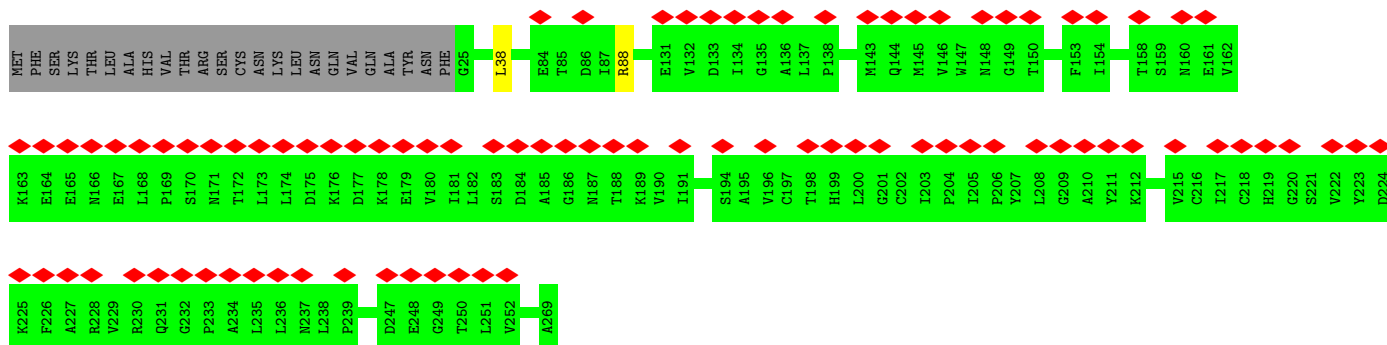 MET PHE SER LYS THR LEU ALA HIS VAL THR ARG SER CYS ASN LYS LEU ASN GLN VAL GLN ALA TYR ASN PHE G25 L38 E84 T85 D86 I87 R88 E131 V132 D133 I134 G135 A136 L137 P138 M143 Q144 M145 V146 W147 N148 G149 T150 F153 I154 T158 S159 N160 E161 V162
K163 E164 E165 N166 E167 L168 P169 S170 N171 T172 L173 L174 D175 K176 D177 K178 E179 V180 I181 L182 S183 D184 A185 G186 N187 T188 K189 V190 I191 S194 A195 V196 C197 T198 H199 L200 G201 C202 I203 P204 I205 P206 Y207 L208 G209 A210 Y211 K212 V215 C216 I217 C218 H219 G220 S221 V222 Y223 D224
K225 F226 A227 R228 V229 R230 Q231 G232 P233 A234 L235 L236 N237 L238 P239 D247 E248 G249 T250 L251 V252 A269